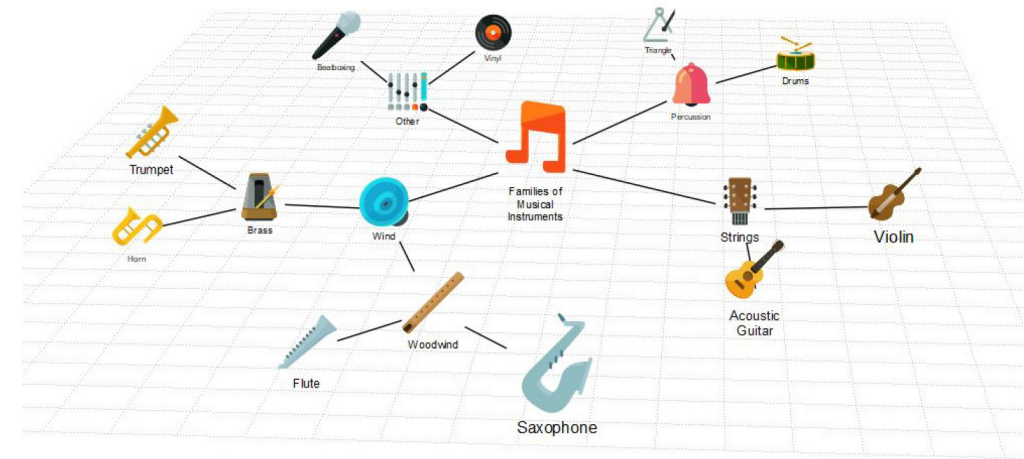 Beatboxing
Vinyl
Triangle
Drums
Other
Percussion
Trumpet
Families of
Musical
Instruments
Brass
Wind
Strings
Violin
Horn
Acoustic
Guitar
Woodwind
Flute
Saxophone